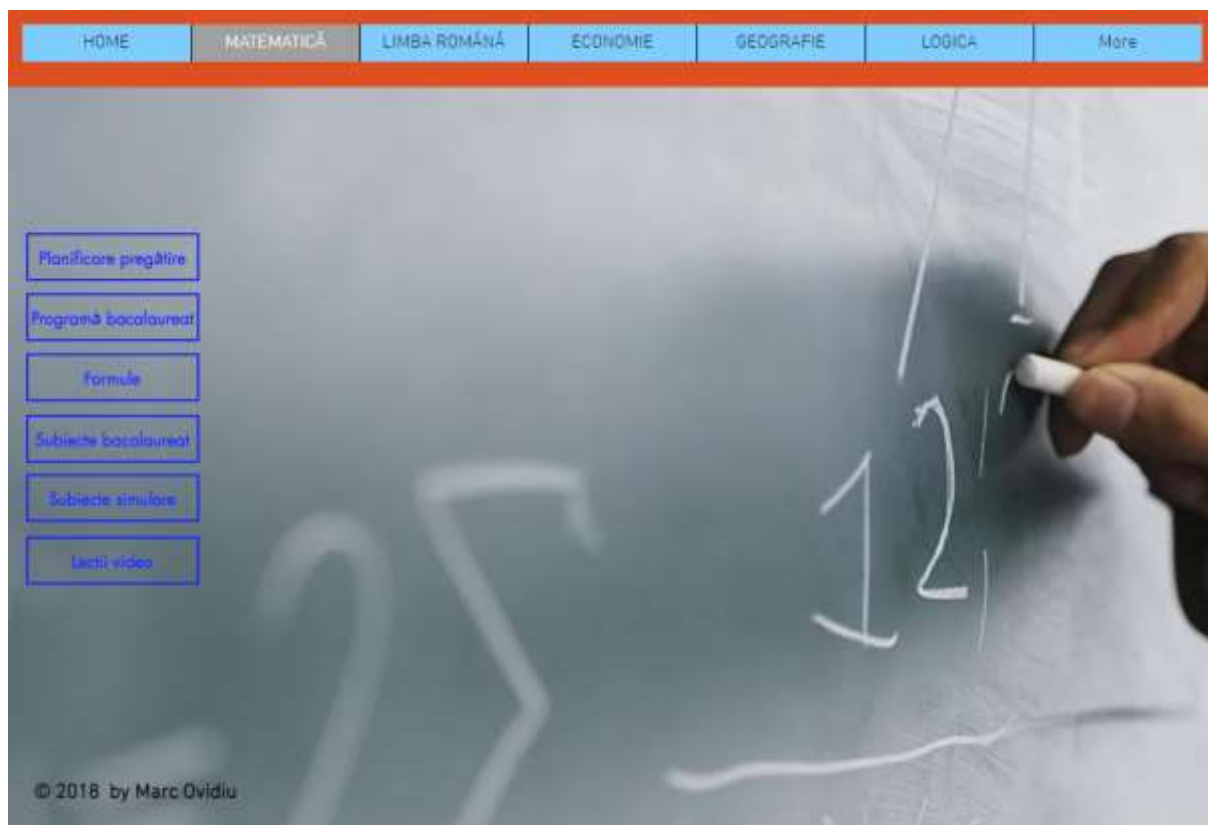 HOME MATEMATICĂ LIMBA ROMÂNĂ ECONOMIE GEOGRAFIE LOGICA More
Planificare pregătire
Programă bacalaureat
Formule
Subiecte bacalaureat
Subiecte simulare
Lectii video
12
© 2018 by Marc Ovidiu